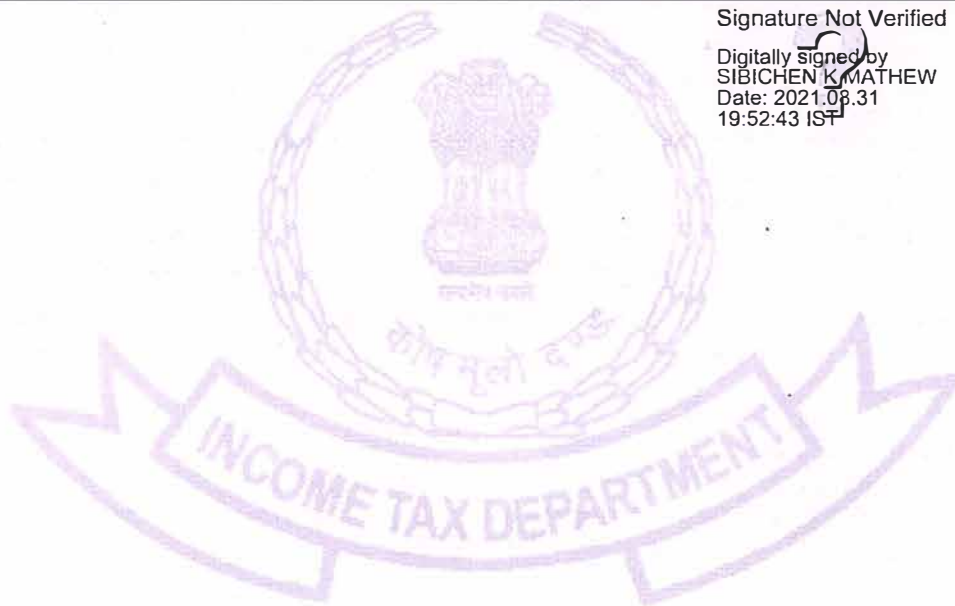 Signature Not Verified
Digitally signed by
SIBICHEN K MATHEW
Date: 2021.08.31
19:52:43 IST
कोष मूलो दण्डः
INCOME TAX DEPARTMENT